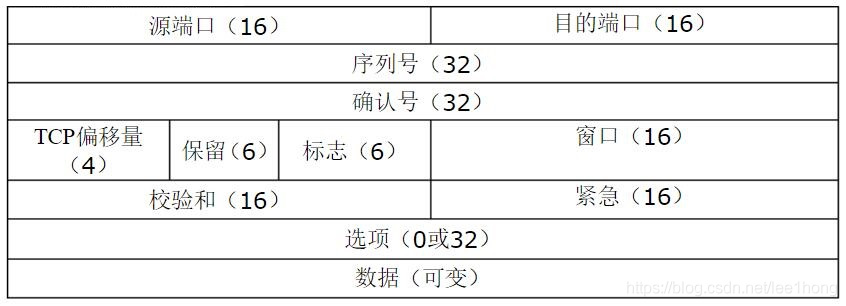 源端口（16） 目的端口（16）
序列号（32）
确认号（32）
TCP偏移量（4） 保留（6） 标志（6） 窗口（16）
校验和（16） 紧急（16）
选项（0或32）
数据（可变）
https://blog.csdn.net/lee1hong